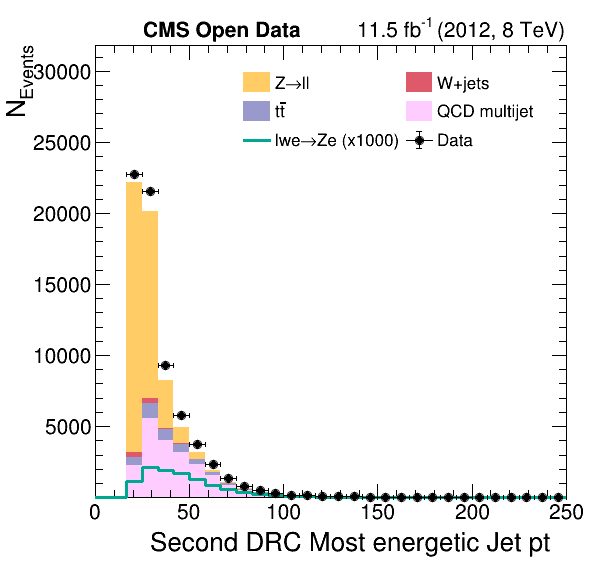 CMS Open Data 11.5 fb⁻¹ (2012, 8 TeV)
N_Events
Z→ll W+jets
tt̄ QCD multijet
lwe→Ze (x1000) Data
30000
25000
20000
15000
10000
5000
0 50 100 150 200 250
Second DRC Most energetic Jet pt